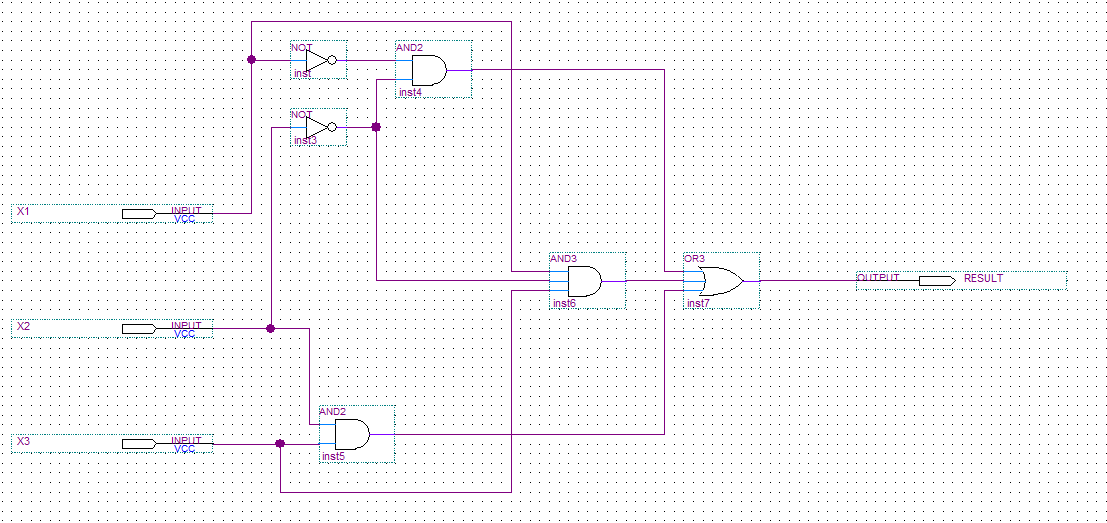 NOT
inst
AND2
inst4
NOT
inst3
X1
INPUT
VCC
AND3
inst6
OR3
inst7
OUTPUT
RESULT
X2
INPUT
VCC
AND2
inst5
X3
INPUT
VCC